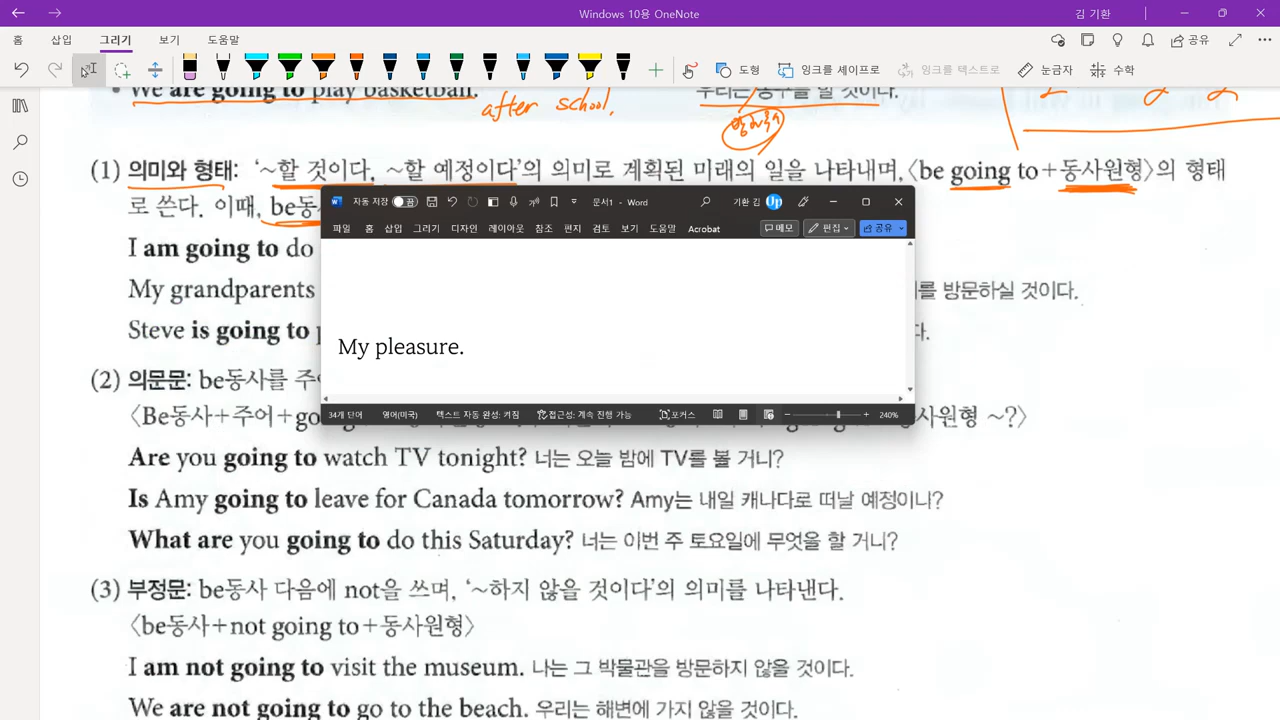 Windows 10용 OneNote
김 기환
홈 삽입 그리기 보기 도움말
공유
도형 잉크를 셰이프로 잉크를 텍스트로 눈금자 수학
• We are going to play basketball. after school. 우리는 농구를 할 것이다.
(1) 의미와 형태: ‘~할 것이다, ~할 예정이다’의 의미로 계획된 미래의 일을 나타내며, 〈be going to+동사원형〉의 형태
로 쓴다. 이때, be동
자동 저장 끔 문서1 - Word 기환 김
파일 홈 삽입 그리기 디자인 레이아웃 참조 편지 검토 보기 도움말 Acrobat 메모 편집 공유
I am going to do
My grandparents 를 방문하실 것이다.
Steve is going to
다.
My pleasure.
(2) 의문문: be동사를 주어
34개 단어 영어(미국) 텍스트 자동 완성: 켜짐 접근성: 계속 진행 가능 포커스 240%
〈Be동사+주어+go 동사원형 ~?〉
Are you going to watch TV tonight? 너는 오늘 밤에 TV를 볼 거니?
Is Amy going to leave for Canada tomorrow? Amy는 내일 캐나다로 떠날 예정이니?
What are you going to do this Saturday? 너는 이번 주 토요일에 무엇을 할 거니?
(3) 부정문: be동사 다음에 not을 쓰며, ‘~하지 않을 것이다’의 의미를 나타낸다.
〈be동사+not going to+동사원형〉
I am not going to visit the museum. 나는 그 박물관을 방문하지 않을 것이다.
We are not going to go to the beach. 우리는 해변에 가지 않을 것이다.